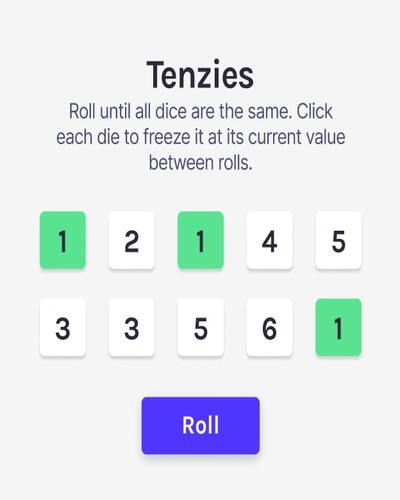 Tenzies
Roll until all dice are the same. Click
each die to freeze it at its current value
between rolls.
1 2 1 4 5
3 3 5 6 1
Roll